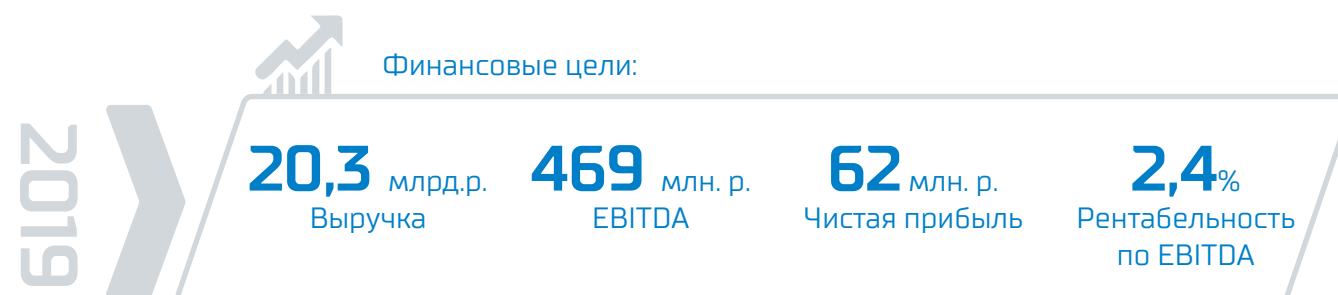 Финансовые цели:
2019
20,3 млрд.р. 469 млн. р. 62 млн. р. 2,4%
Выручка EBITDA Чистая прибыль Рентабельность
по EBITDA